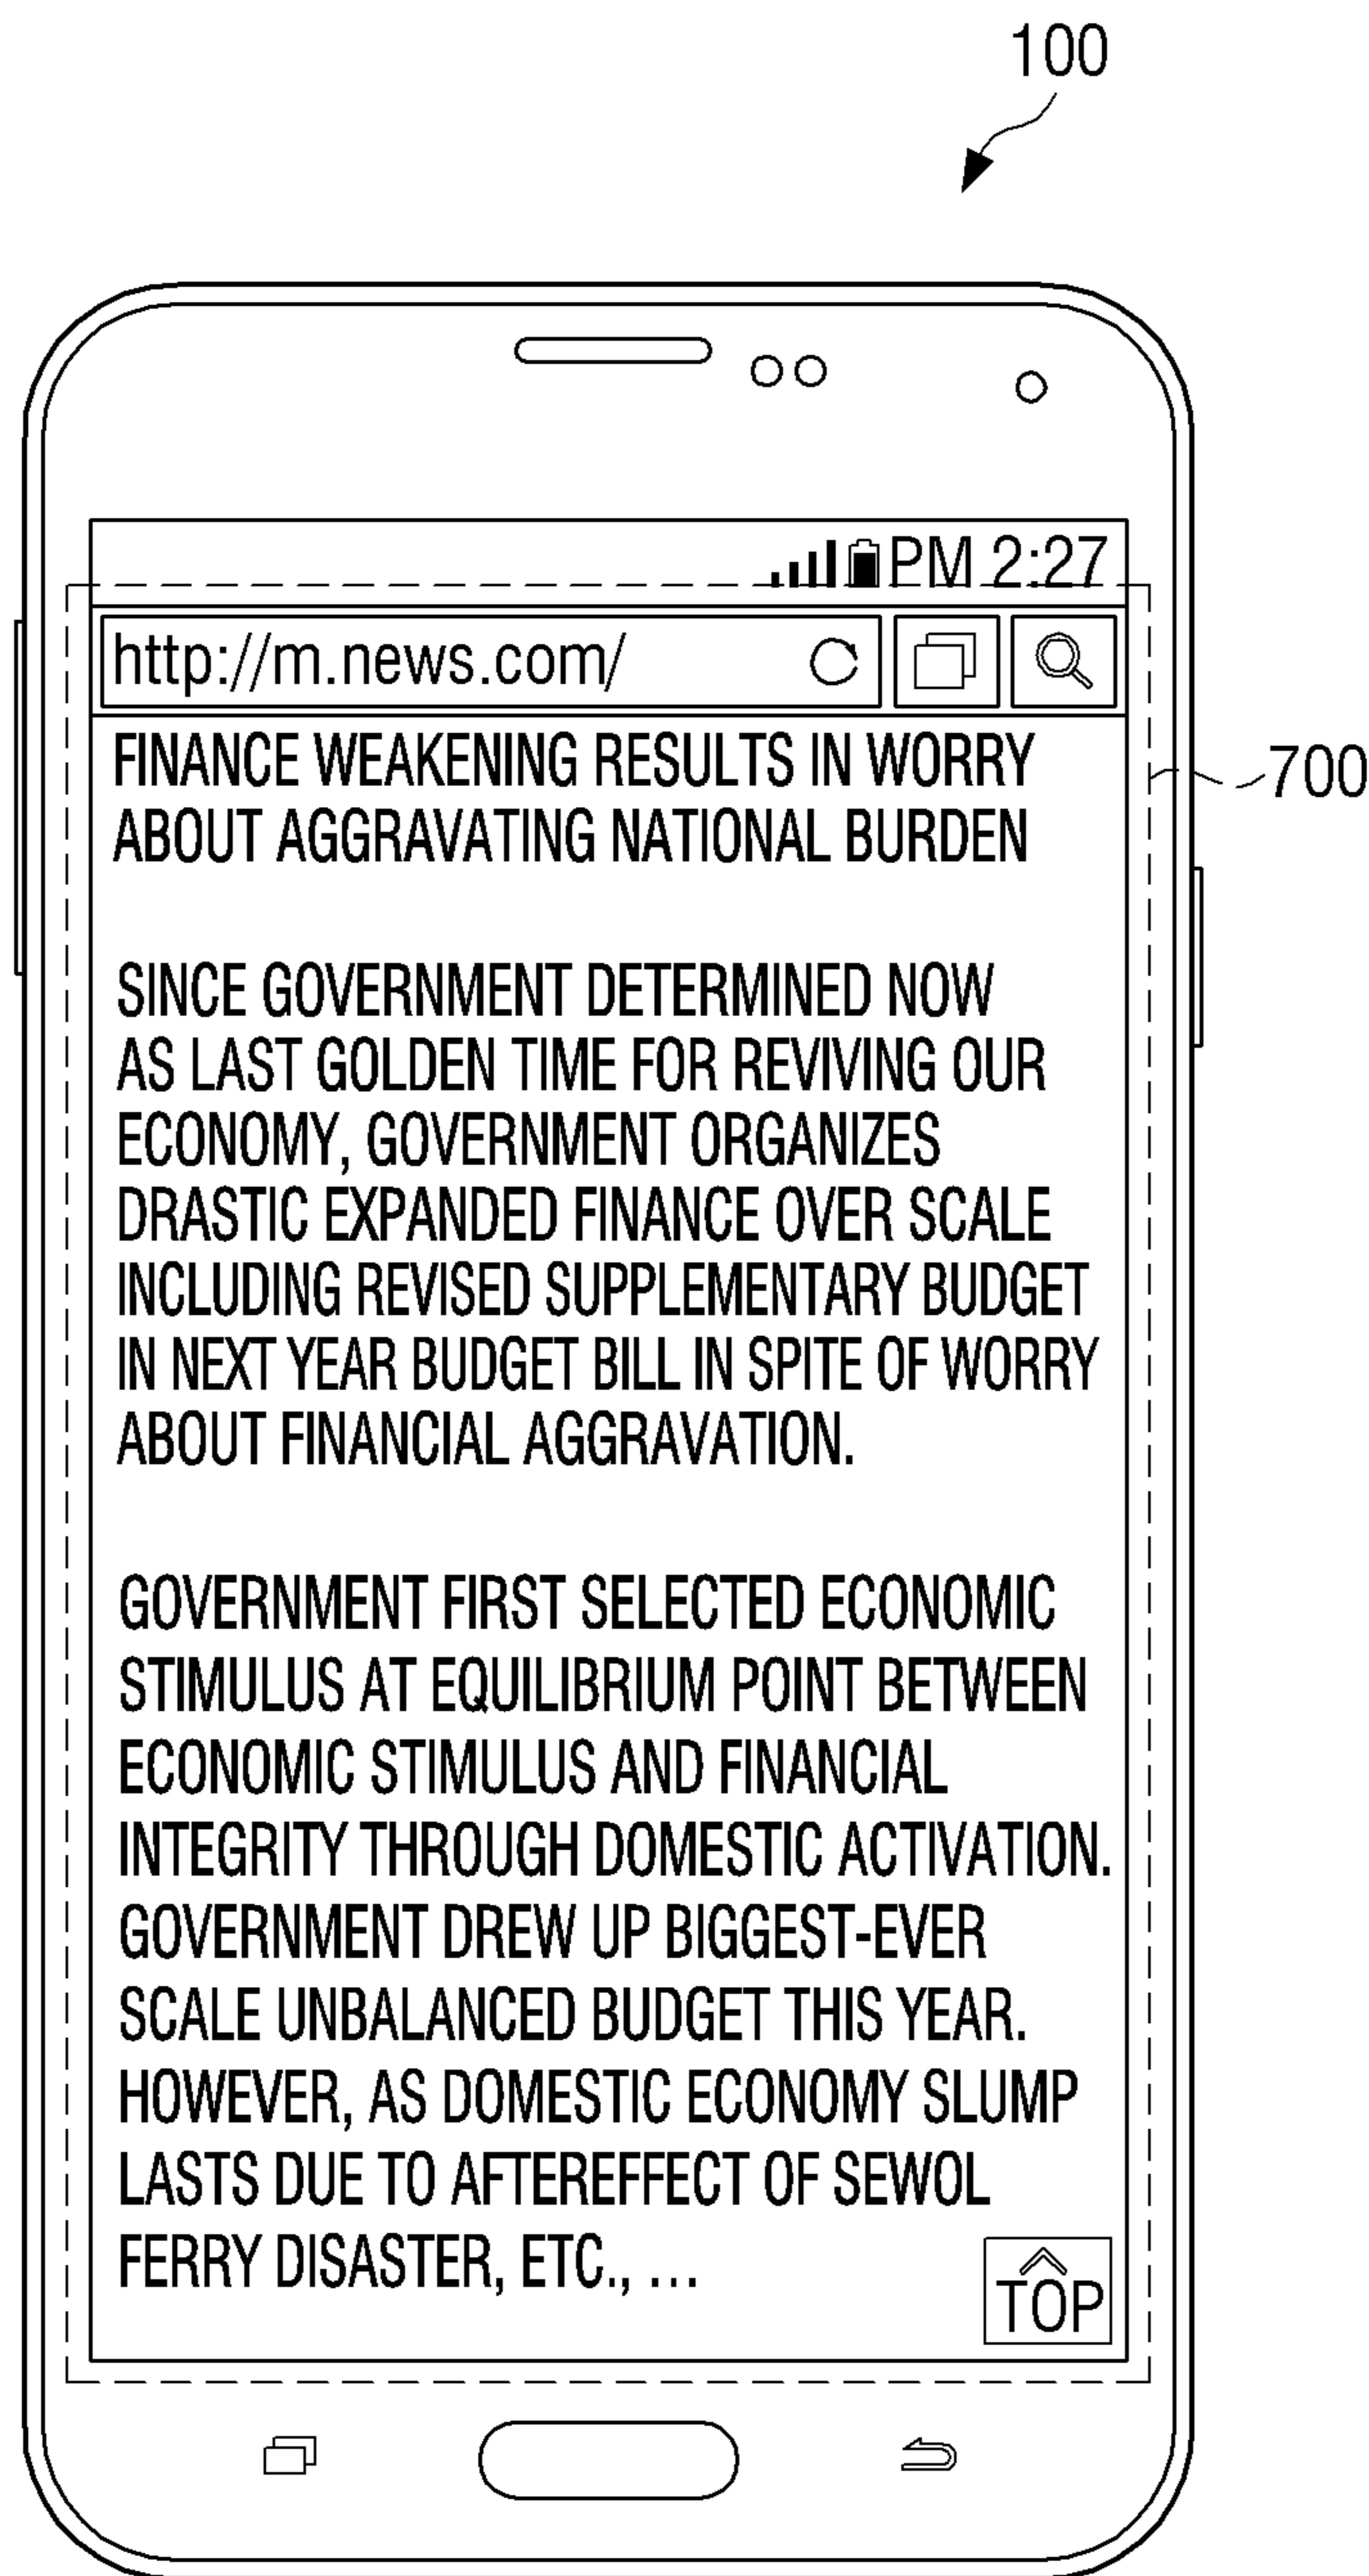 100
PM 2:27
http://m.news.com/
700
FINANCE WEAKENING RESULTS IN WORRY
ABOUT AGGRAVATING NATIONAL BURDEN
SINCE GOVERNMENT DETERMINED NOW
AS LAST GOLDEN TIME FOR REVIVING OUR
ECONOMY, GOVERNMENT ORGANIZES
DRASTIC EXPANDED FINANCE OVER SCALE
INCLUDING REVISED SUPPLEMENTARY BUDGET
IN NEXT YEAR BUDGET BILL IN SPITE OF WORRY
ABOUT FINANCIAL AGGRAVATION.
GOVERNMENT FIRST SELECTED ECONOMIC
STIMULUS AT EQUILIBRIUM POINT BETWEEN
ECONOMIC STIMULUS AND FINANCIAL
INTEGRITY THROUGH DOMESTIC ACTIVATION.
GOVERNMENT DREW UP BIGGEST-EVER
SCALE UNBALANCED BUDGET THIS YEAR.
HOWEVER, AS DOMESTIC ECONOMY SLUMP
LASTS DUE TO AFTEREFFECT OF SEWOL
FERRY DISASTER, ETC., ...
TOP